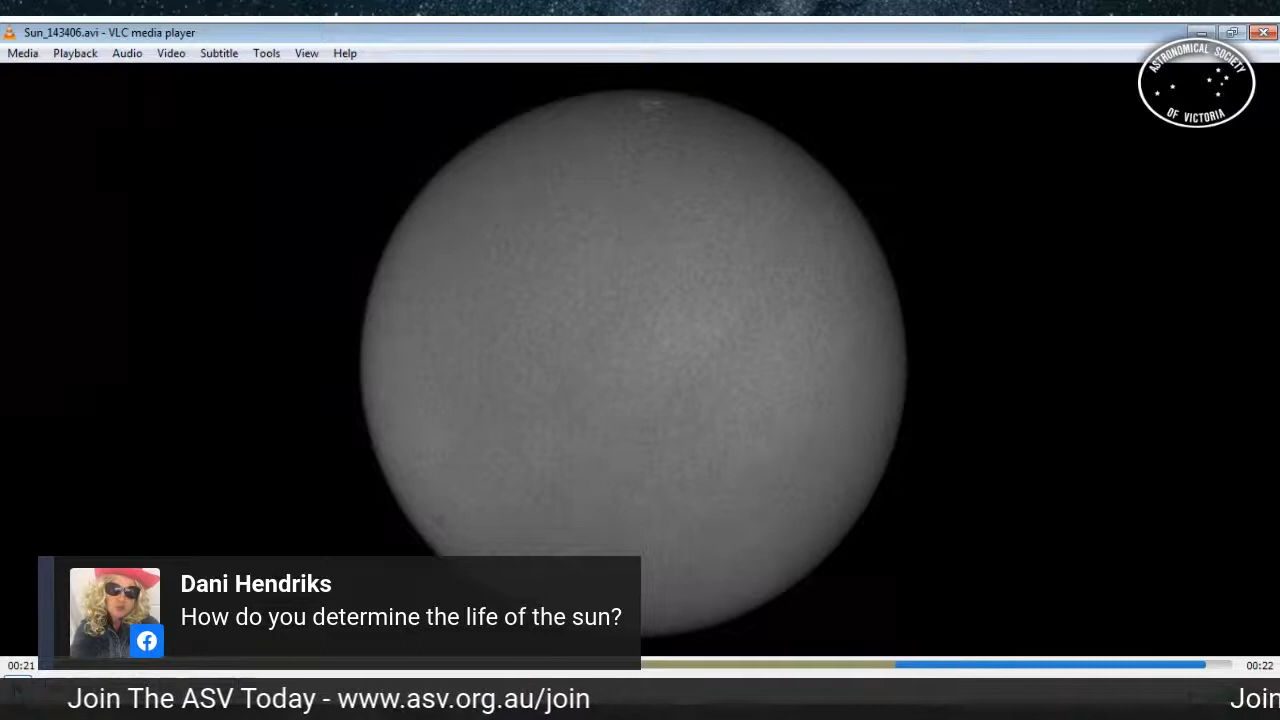 Sun_143406.avi - VLC media player
Media Playback Audio Video Subtitle Tools View Help
ASTRONOMICAL SOCIETY
OF VICTORIA
Dani Hendriks
How do you determine the life of the sun?
00:21
00:22
Join The ASV Today - www.asv.org.au/join
Join